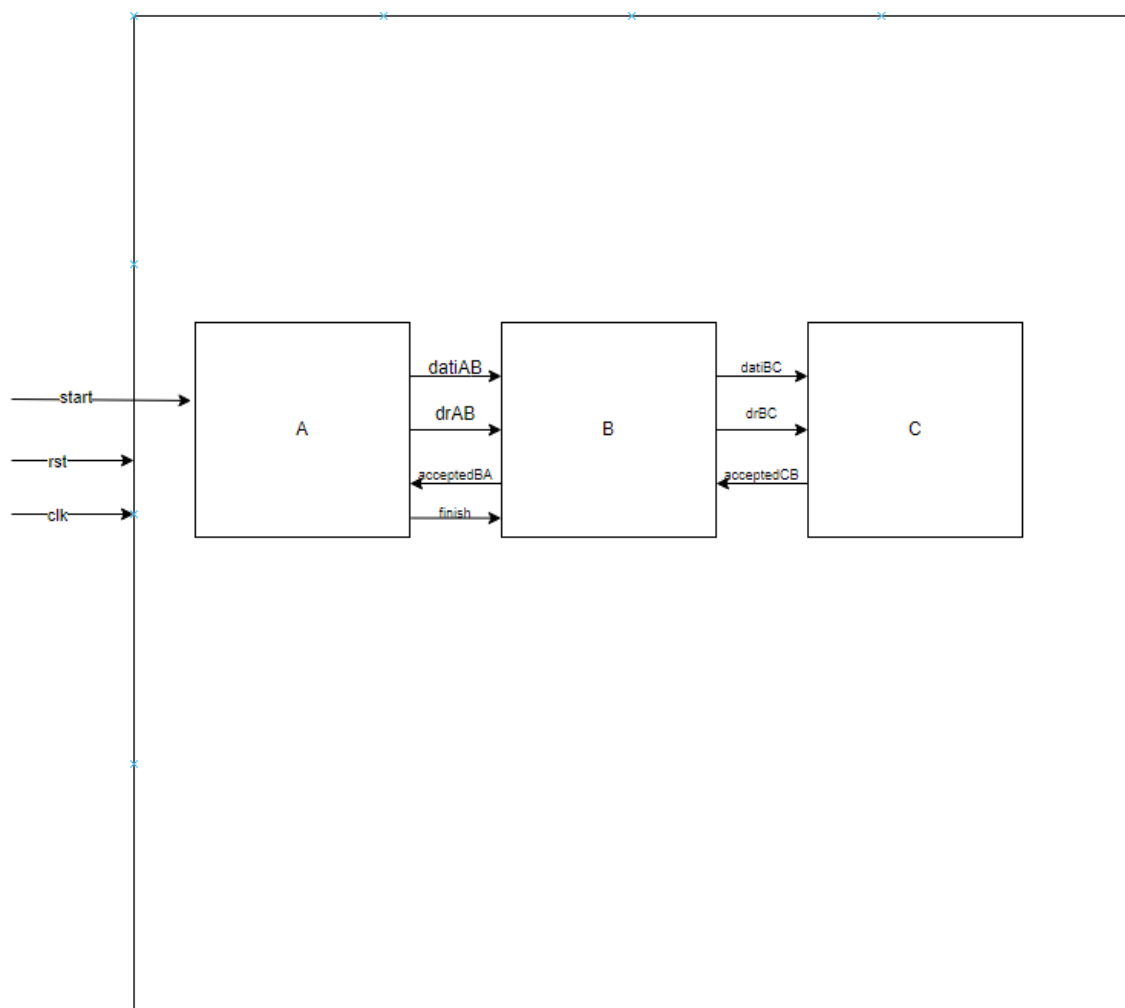 start
rst
clk
A
datiAB
drAB
acceptedBA
finish
B
datiBC
drBC
acceptedCB
C